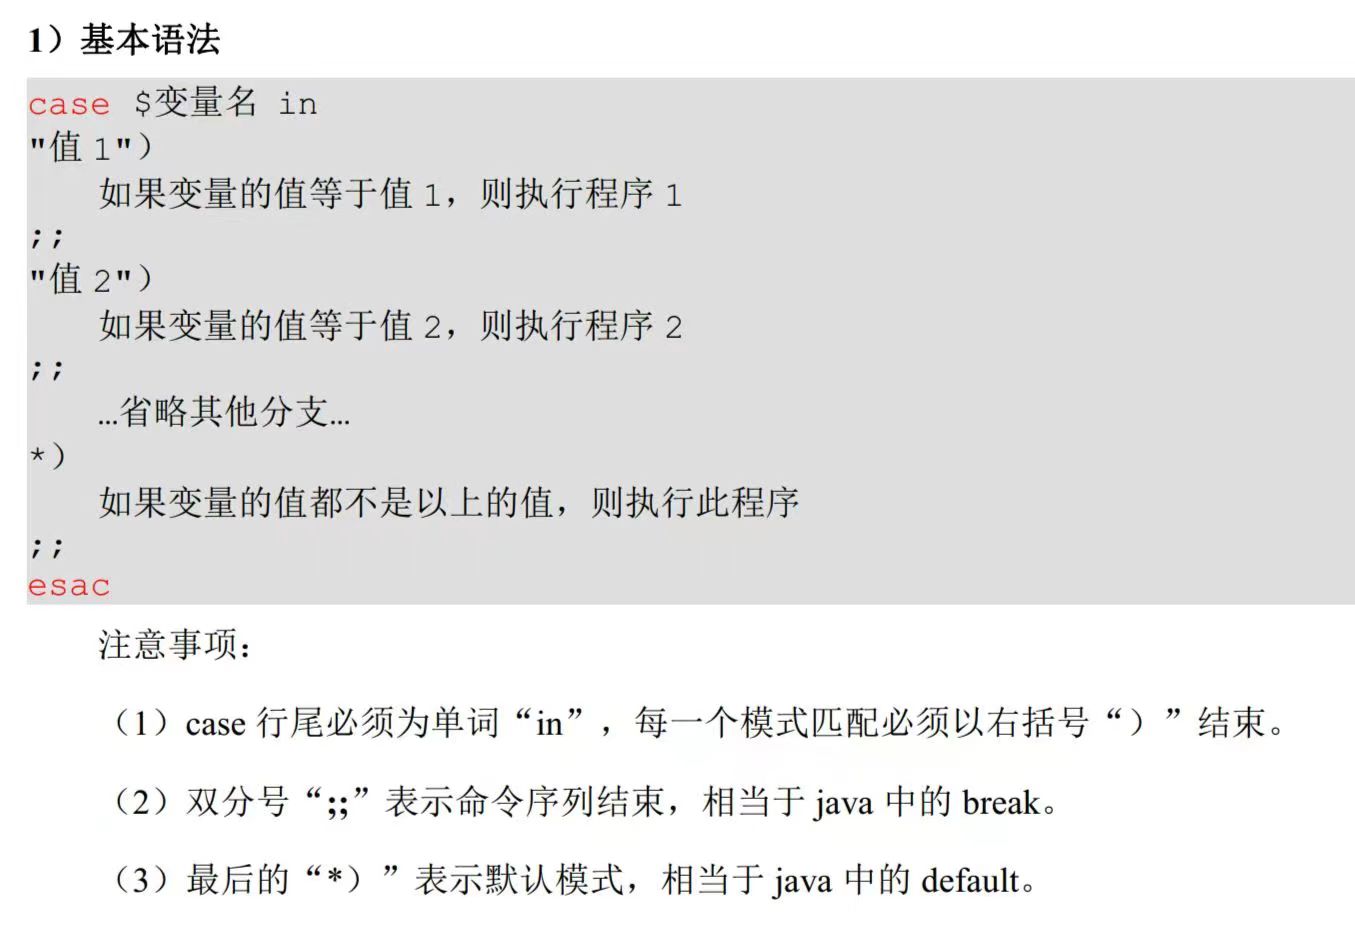 1）基本语法
case $变量名 in
"值 1"）
如果变量的值等于值 1，则执行程序 1
;;
"值 2"）
如果变量的值等于值 2，则执行程序 2
;;
…省略其他分支…
*）
如果变量的值都不是以上的值，则执行此程序
;;
esac
注意事项：
（1）case 行尾必须为单词“in”，每一个模式匹配必须以右括号“）”结束。
（2）双分号“;;”表示命令序列结束，相当于 java 中的 break。
（3）最后的“*）”表示默认模式，相当于 java 中的 default。